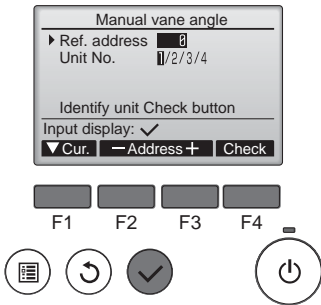 Manual vane angle
Ref. address 0
Unit No. 1/2/3/4
Identify unit Check button
Input display: ✓
▼Cur. －Address＋ Check
F1 F2 F3 F4